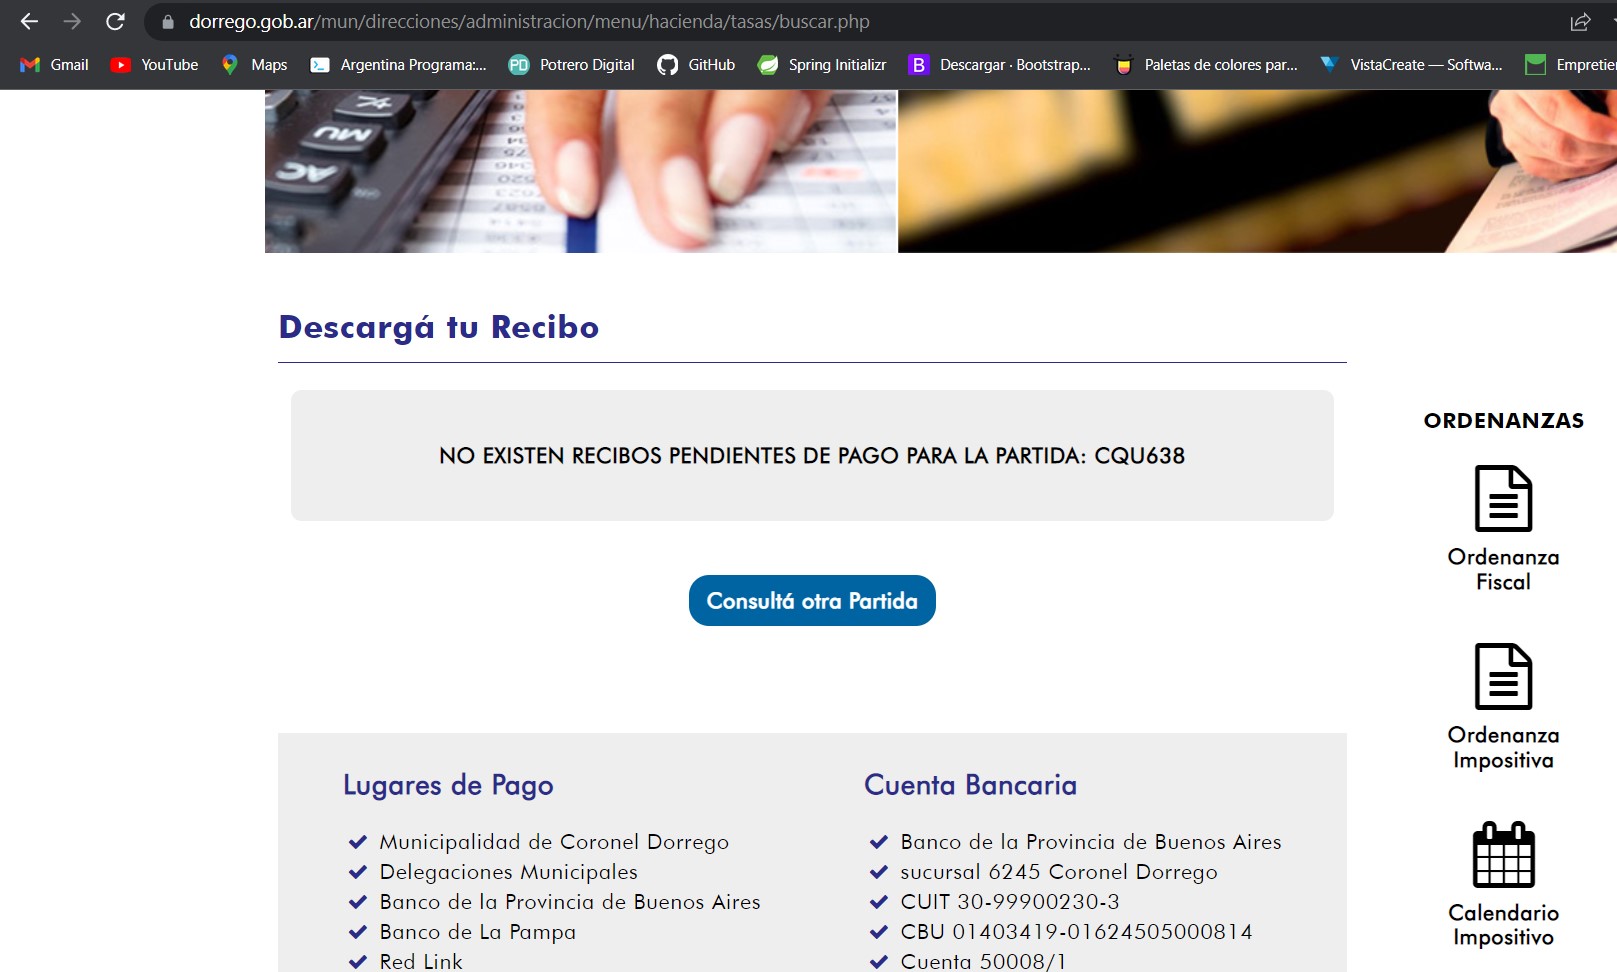 dorrego.gob.ar/mun/direcciones/administracion/menu/hacienda/tasas/buscar.php
Gmail YouTube Maps Argentina Programa:... Potrero Digital GitHub Spring Initializr Descargar · Bootstrap... Paletas de colores par... VistaCreate — Softwa... Empretien
MU
AC
Descargá tu Recibo
NO EXISTEN RECIBOS PENDIENTES DE PAGO PARA LA PARTIDA: CQU638
Consultá otra Partida
ORDENANZAS
Ordenanza
Fiscal
Ordenanza
Impositiva
Calendario
Impositivo
Lugares de Pago
Municipalidad de Coronel Dorrego
Delegaciones Municipales
Banco de la Provincia de Buenos Aires
Banco de La Pampa
Red Link
Cuenta Bancaria
Banco de la Provincia de Buenos Aires
sucursal 6245 Coronel Dorrego
CUIT 30-99900230-3
CBU 01403419-01624505000814
Cuenta 50008/1